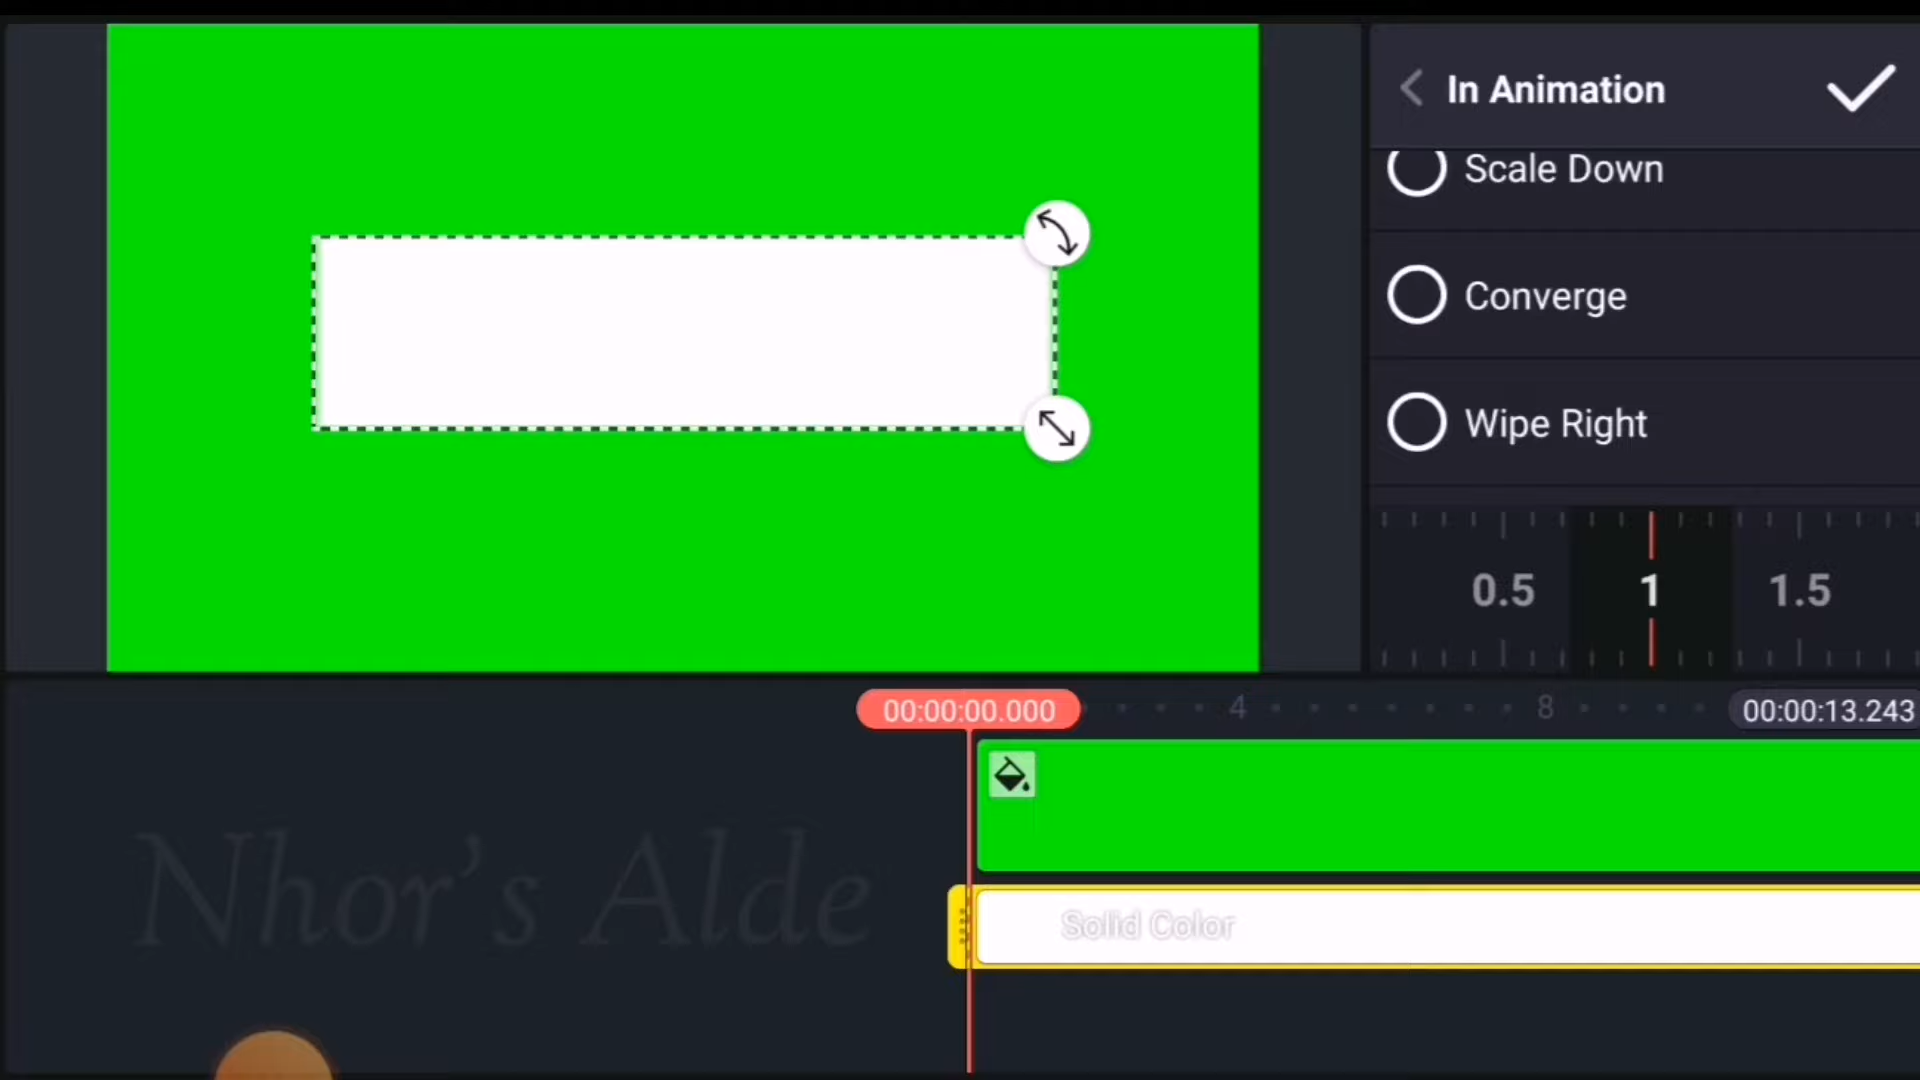 In Animation
Scale Down
Converge
Wipe Right
0.5 1 1.5
00:00:00.000 4 8 00:00:13.243
Nhor's Alde
Solid Color